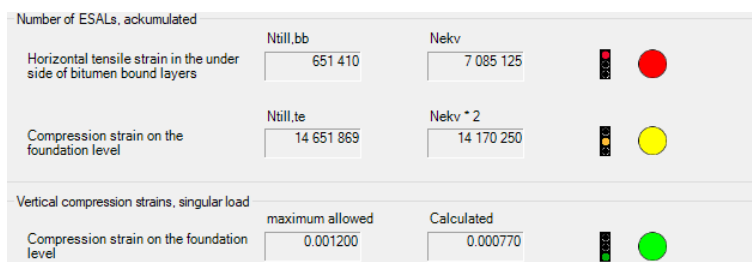 Number of ESALs, ackumulated
Ntill,bb Nekv
Horizontal tensile strain in the under side of bitumen bound layers 651 410 7 085 125
Ntill,te Nekv * 2
Compression strain on the foundation level 14 651 869 14 170 250
Vertical compression strains, singular load
maximum allowed Calculated
Compression strain on the foundation level 0.001200 0.000770